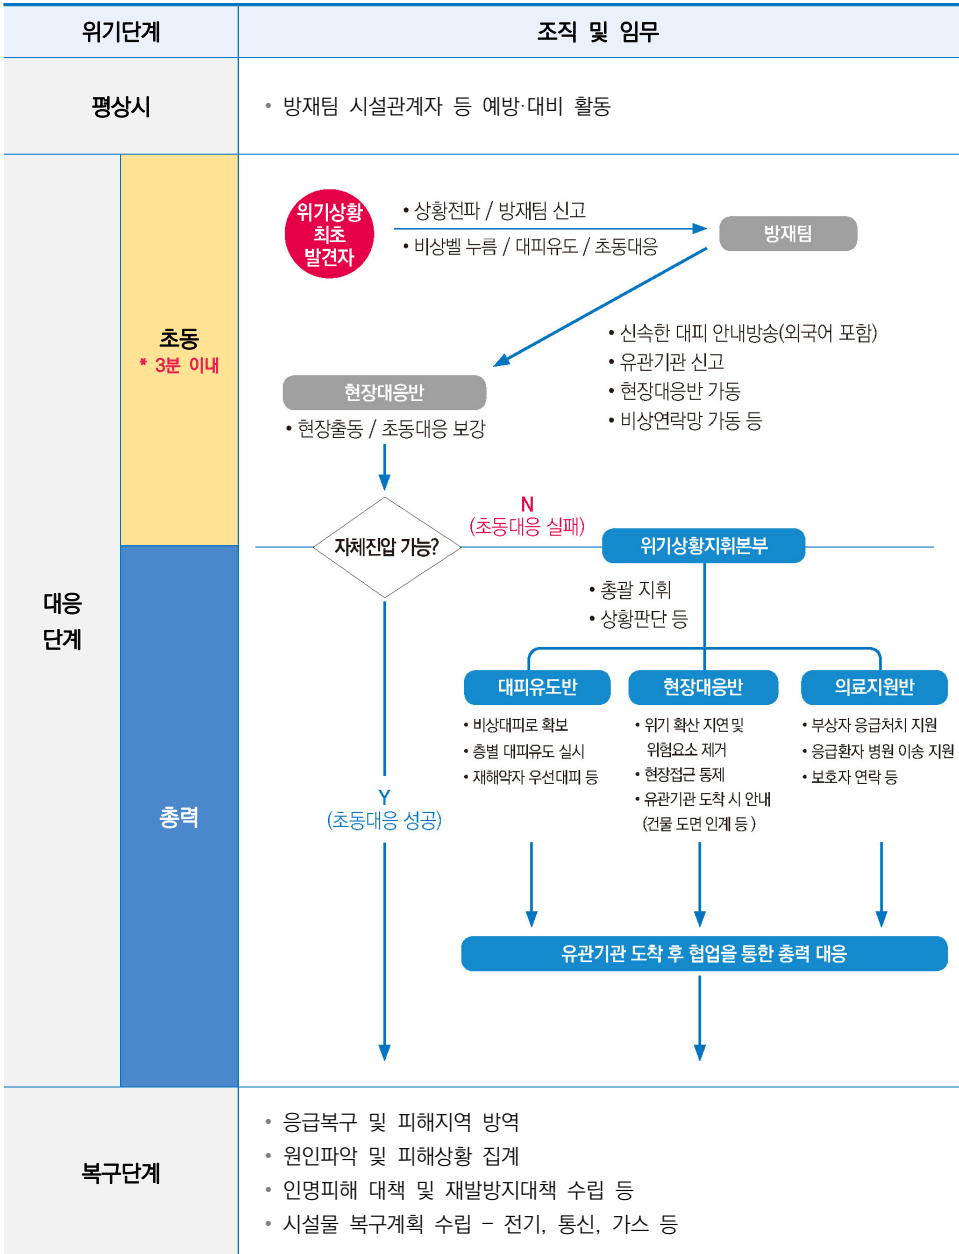 위기단계
조직 및 임무
평상시
• 방재팀 시설관계자 등 예방·대비 활동
대응
단계
초동
* 3분 이내
위기상황
최초
발견자
• 상황전파 / 방재팀 신고
• 비상벨 누름 / 대피유도 / 초동대응
방재팀
• 신속한 대피 안내방송(외국어 포함)
• 유관기관 신고
• 현장대응반 가동
• 비상연락망 가동 등
현장대응반
• 현장출동 / 초동대응 보강
자체진압 가능?
N
(초동대응 실패)
위기상황지휘본부
• 총괄 지휘
• 상황판단 등
총력
대피유도반
• 비상대피로 확보
• 층별 대피유도 실시
• 재해약자 우선대피 등
현장대응반
• 위기 확산 지연 및
위험요소 제거
• 현장접근 통제
• 유관기관 도착 시 안내
(건물 도면 인계 등 )
의료지원반
• 부상자 응급처치 지원
• 응급환자 병원 이송 지원
• 보호자 연락 등
Y
(초동대응 성공)
유관기관 도착 후 협업을 통한 총력 대응
복구단계
• 응급복구 및 피해지역 방역
• 원인파악 및 피해상황 집계
• 인명피해 대책 및 재발방지대책 수립 등
• 시설물 복구계획 수립 – 전기, 통신, 가스 등